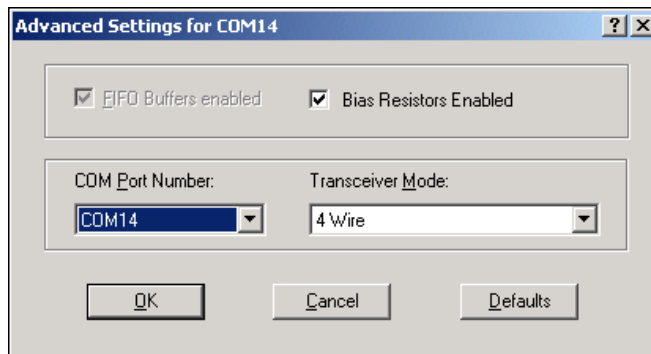 Advanced Settings for COM14
FIFO Buffers enabled
Bias Resistors Enabled
COM Port Number:
Transceiver Mode:
COM14
4 Wire
OK
Cancel
Defaults